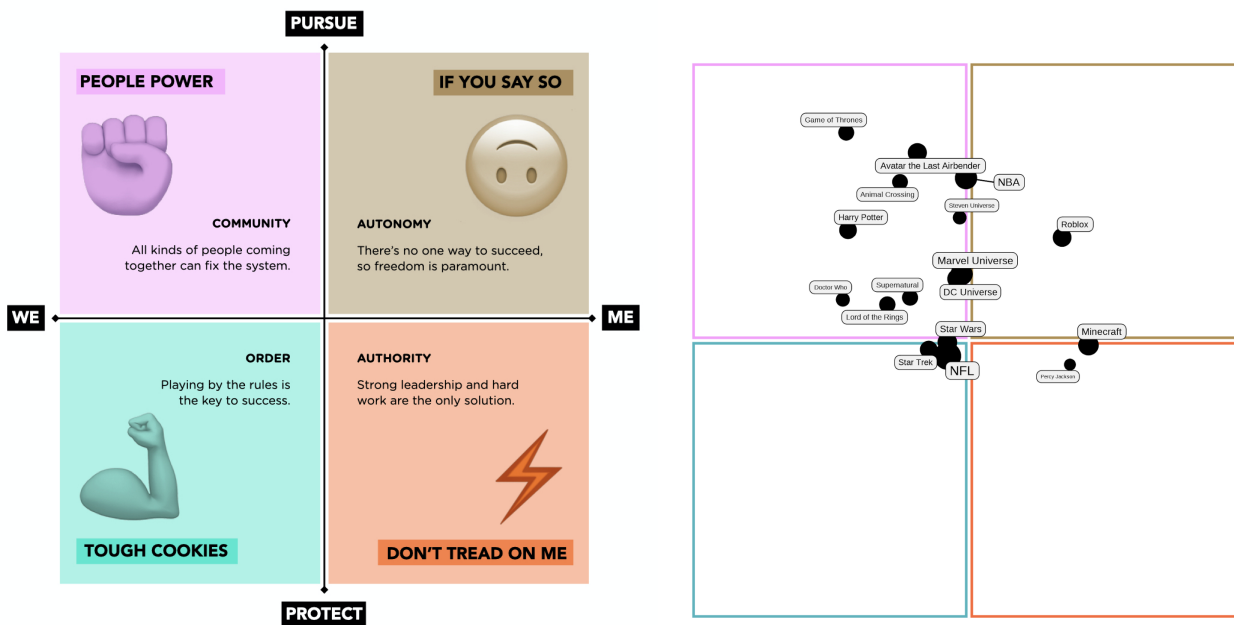 PURSUE
PEOPLE POWER
IF YOU SAY SO
COMMUNITY
All kinds of people coming
together can fix the system.
AUTONOMY
There's no one way to succeed,
so freedom is paramount.
WE
ME
ORDER
Playing by the rules is
the key to success.
AUTHORITY
Strong leadership and hard
work are the only solution.
TOUGH COOKIES
DON'T TREAD ON ME
PROTECT
Game of Thrones
Avatar the Last Airbender
NBA
Animal Crossing
Steven Universe
Harry Potter
Roblox
Marvel Universe
Doctor Who
Supernatural
DC Universe
Lord of the Rings
Star Wars
Minecraft
Star Trek
NFL
Percy Jackson